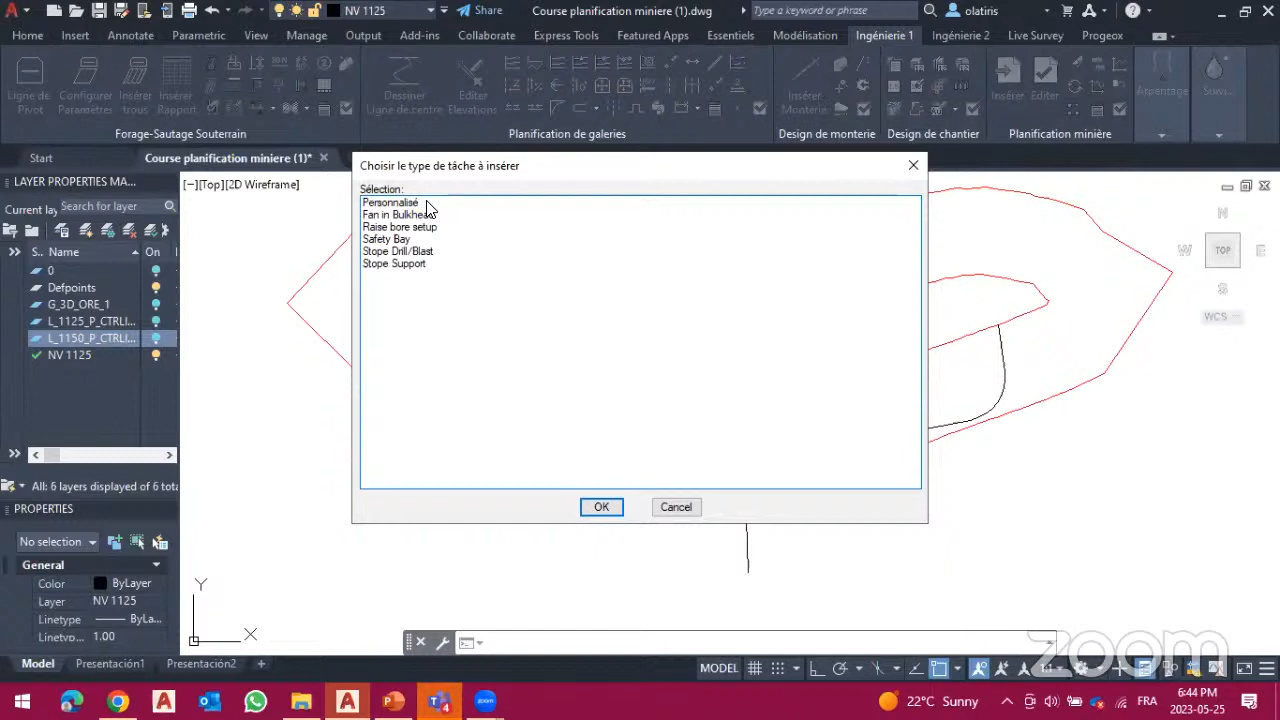 NV 1125 Share Course planification miniere (1).dwg Type a keyword or phrase olatiris
Home Insert Annotate Parametric View Manage Output Add-ins Collaborate Express Tools Featured Apps Essentiels Modélisation Ingénierie 1 Ingénierie 2 Live Survey Progeox
Ligne de Pivot Configurer Parametres Insérer trous Insérer Rapport Dessiner Ligne de centre Editer Elevations Insérer Monterie Insérer Editer Arpentage Suivi
Forage-Sautage Souterrain Planification de galeries Design de monterie Design de chantier Planification minière
Start Course planification miniere (1)*
LAYER PROPERTIES MA...
Current lay Search for layer
S.. Name On
0
Defpoints
G_3D_ORE_1
L_1125_P_CTRLI...
L_1150_P_CTRLI...
NV 1125
All: 6 layers displayed of 6 tota
PROPERTIES
No selection
General
Color ByLayer
Layer NV 1125
Linetype ByLa...
Linetyp... 1.00
[−][Top][2D Wireframe]
Choisir le type de tâche à insérer
Sélection:
Personnalisé
Fan in Bulkhead
Raise bore setup
Safety Bay
Stope Drill/Blast
Stope Support
OK Cancel
N
W TOP E
S
WCS
Y
X
Model Presentación1 Presentación2 +
MODEL 1:1
zoom
22°C Sunny FRA 6:44 PM
2023-05-25